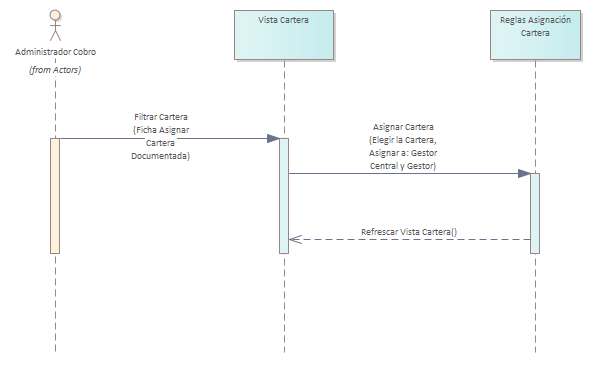 Administrador Cobro
(from Actors)
Vista Cartera
Reglas Asignación
Cartera
Filtrar Cartera
(Ficha Asignar
Cartera
Documentada)
Asignar Cartera
(Elegir la Cartera,
Asignar a: Gestor
Central y Gestor)
Refrescar Vista Cartera()